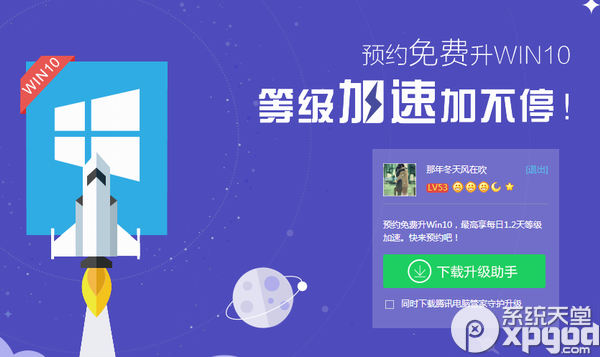 WIN10
预约免费升WIN10
等级加速加不停!
那年冬天风在吹 [退出]
LV53
预约免费升Win10，最高享每日1.2天等级
加速。快来预约吧！
下载升级助手
同时下载腾讯电脑管家守护升级
系统天堂
xpgod.com